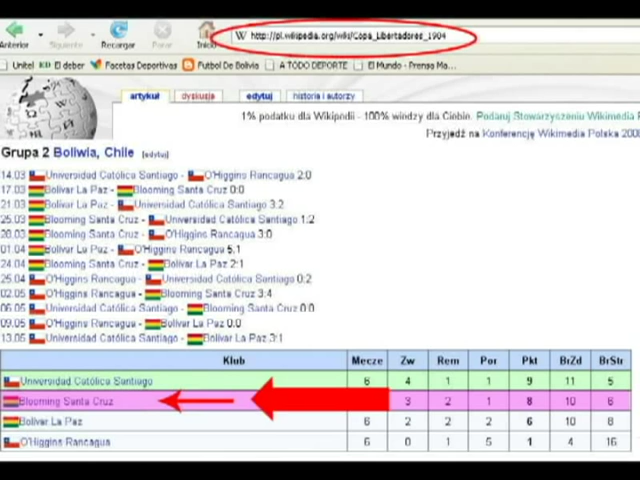 Anterior Siguiente Recargar Parar Inicio
http://pl.wikipedia.org/wiki/Copa_Libertadores_1984
Unitel ED El deber Facetas Deportivas Futbol De Bolivia A TODO DEPORTE El Mundo - Prensa Ma...
artykuł dyskusja edytuj historia i autorzy
1% podatku dla Wikipedii - 100% wiedzy dla Ciebie. Podaruj Stowarzyszeniu Wikimedia
Przyjedź na Konferencję Wikimedia Polska 2008
Grupa 2 Boliwia, Chile [edytuj]
14.03 Universidad Católica Santiago - O'Higgins Rancagua 2:0
17.03 Bolívar La Paz - Blooming Santa Cruz 0:0
21.03 Bolívar La Paz - Universidad Católica Santiago 3:2
25.03 Blooming Santa Cruz - Universidad Católica Santiago 1:2
28.03 Blooming Santa Cruz - O'Higgins Rancagua 3:0
01.04 Bolívar La Paz - O'Higgins Rancagua 5:1
24.04 Blooming Santa Cruz - Bolívar La Paz 2:1
25.04 O'Higgins Rancagua - Universidad Católica Santiago 0:2
02.05 O'Higgins Rancagua - Blooming Santa Cruz 3:4
06.05 Universidad Católica Santiago - Blooming Santa Cruz 0:0
09.05 O'Higgins Rancagua - Bolívar La Paz 0:0
13.05 Universidad Católica Santiago - Bolívar La Paz 3:1
Klub Mecze Zw Rem Por Pkt BrZd BrStr
Universidad Católica Santiago 6 4 1 1 9 11 5
Blooming Santa Cruz 3 2 1 8 10 6
Bolívar La Paz 6 2 2 2 6 10 8
O'Higgins Rancagua 6 0 1 5 1 4 16